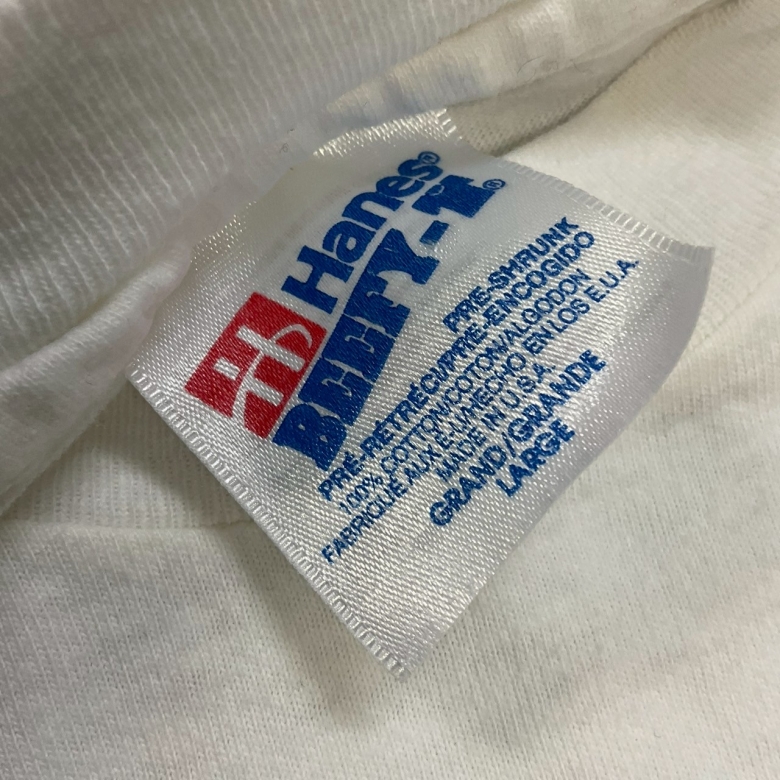 Hanes®
BEEFY-T®
PRE-SHRUNK
PRÉ-RÉTRÉCI/PRE-ENCOGIDO
100% COTTON/COTON/ALGODON
FABRIQUÉ AUX É.U./HECHO EN LOS E.U.A.
MADE IN U.S.A.
GRAND/GRANDE
LARGE